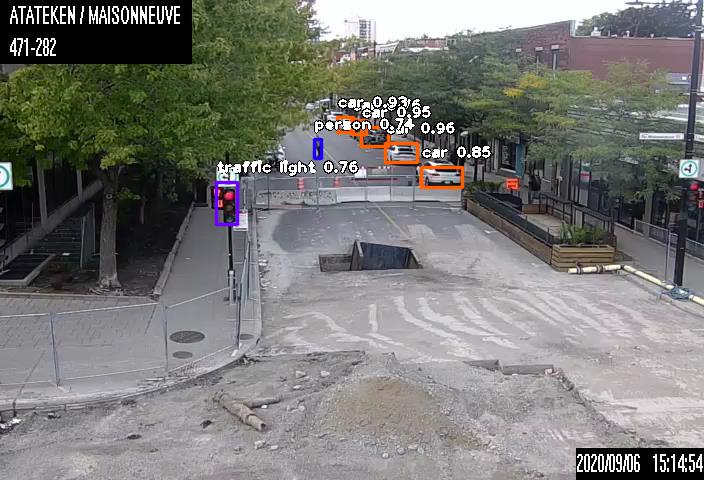 ATATEKEN / MAISONNEUVE
471-282
car 0.93
car 0.95
person 0.74
car 0.96
car 0.85
traffic light 0.76
2020/09/06 15:14:54